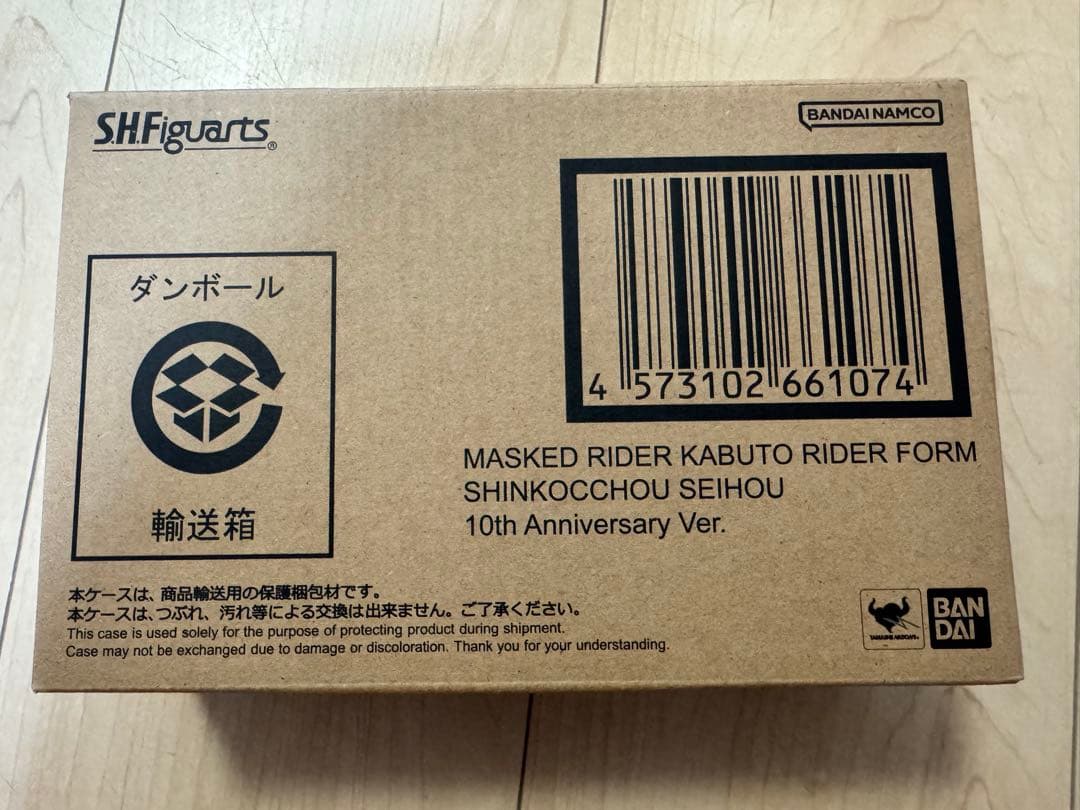 S.H.Figuarts®
BANDAI NAMCO
4 573102 661074
MASKED RIDER KABUTO RIDER FORM
SHINKOCCHOU SEIHOU
10th Anniversary Ver.
ダンボール
輸送箱
本ケースは、商品輸送用の保護梱包材です。
本ケースは、つぶれ、汚れ等による交換は出来ません。ご了承ください。
This case is used solely for the purpose of protecting product during shipment.
Case may not be exchanged due to damage or discoloration. Thank you for your understanding.
TAMASHII NATIONS
BAN
DAI